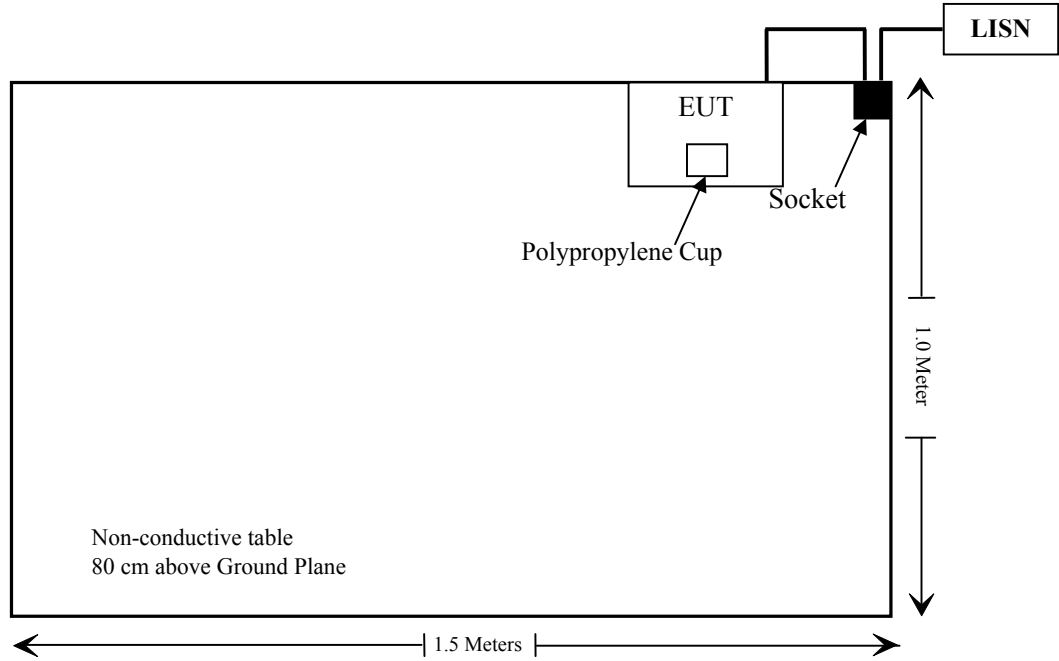 LISN
EUT
Socket
Polypropylene Cup
1.0 Meter
Non-conductive table
80 cm above Ground Plane
1.5 Meters